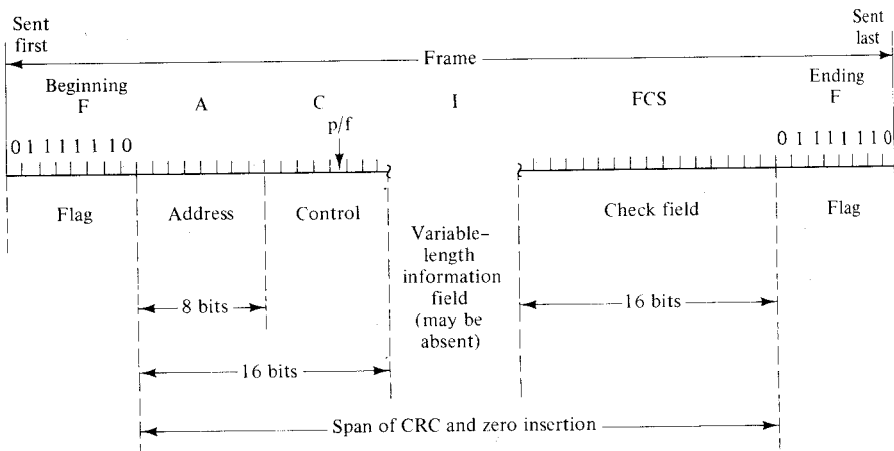 Sent first
Sent last
Frame
Beginning F
A
C
p/f
I
FCS
Ending F
0 1 1 1 1 1 1 0
0 1 1 1 1 1 1 0
Flag
Address
Control
Variable-
length
information
field
(may be
absent)
Check field
Flag
8 bits
16 bits
16 bits
Span of CRC and zero insertion